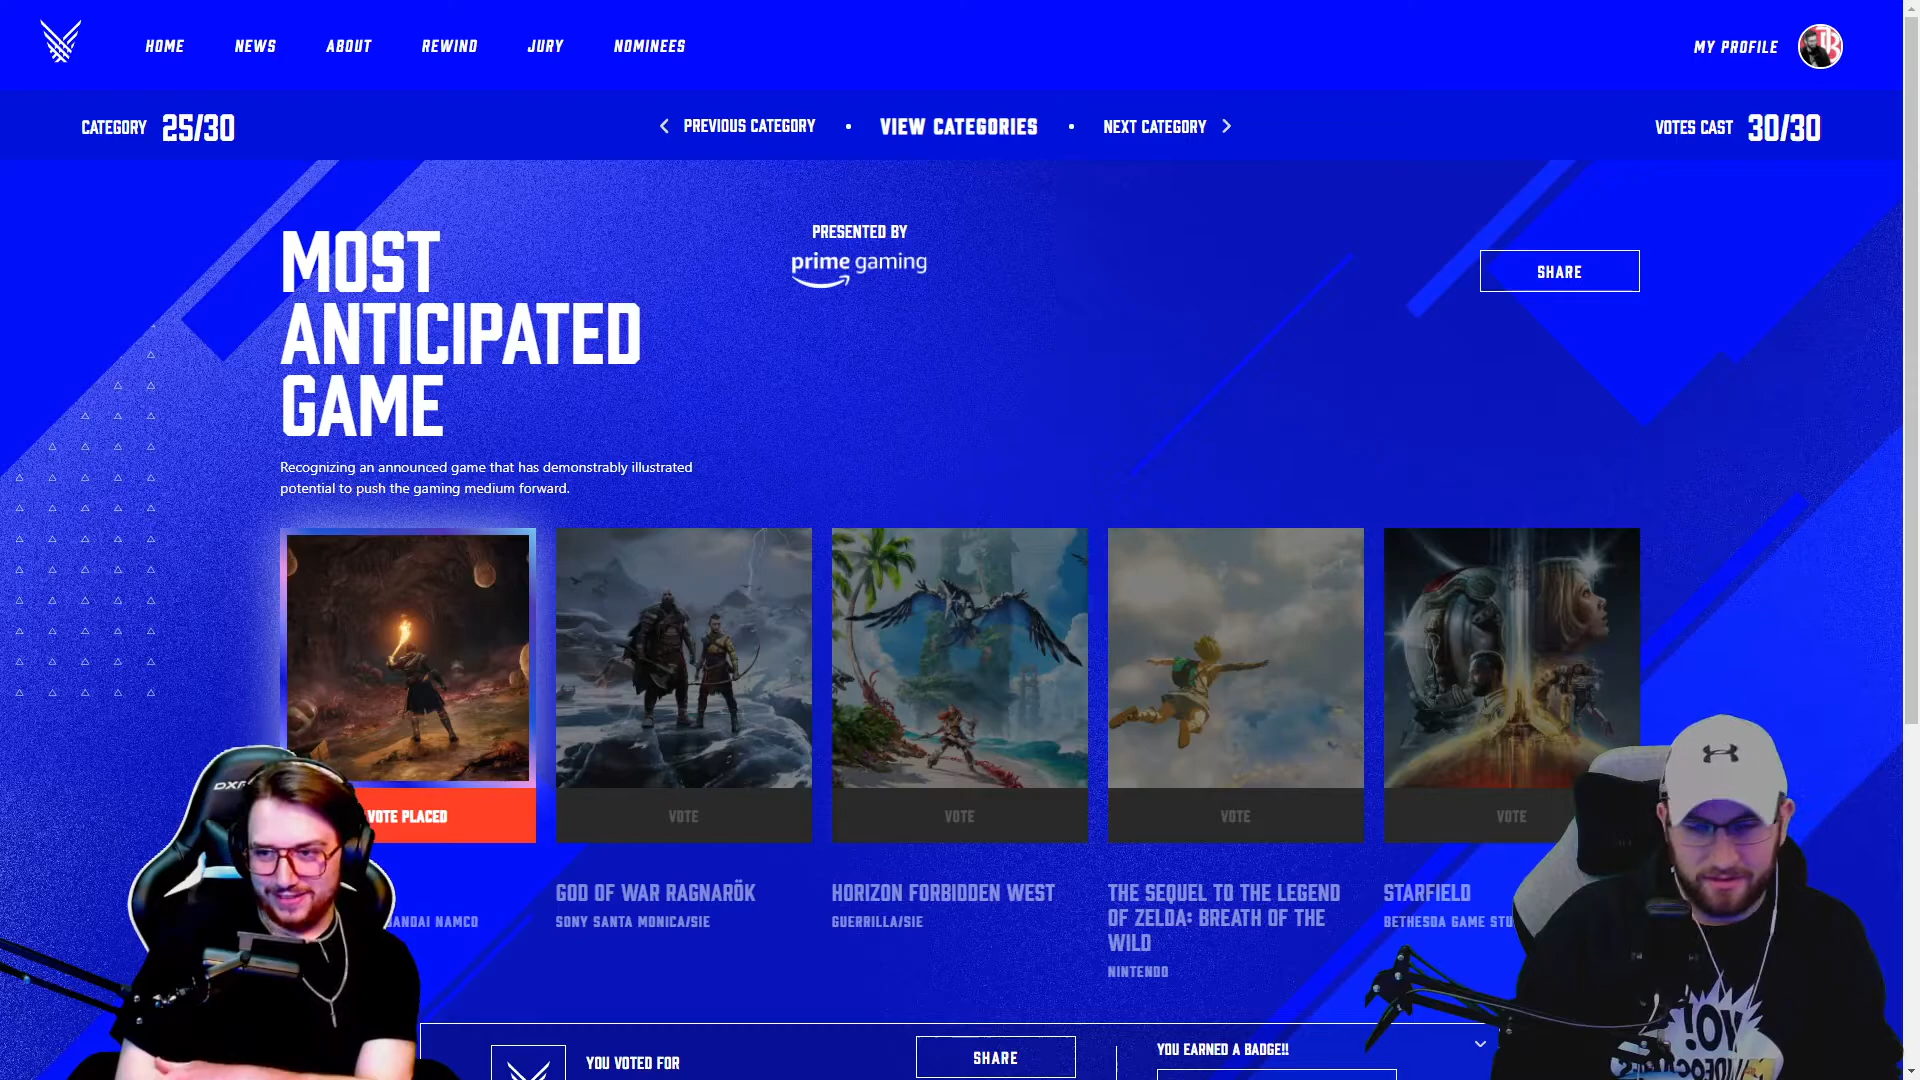 HOME NEWS ABOUT REWIND JURY NOMINEES MY PROFILE
CATEGORY 25/30 PREVIOUS CATEGORY • VIEW CATEGORIES • NEXT CATEGORY VOTES CAST 30/30
MOST
ANTICIPATED
GAME
PRESENTED BY
prime gaming
SHARE
Recognizing an announced game that has demonstrably illustrated
potential to push the gaming medium forward.
VOTE PLACED VOTE VOTE VOTE VOTE
GOD OF WAR RAGNARÖK
SONY SANTA MONICA/SIE
HORIZON FORBIDDEN WEST
GUERRILLA/SIE
THE SEQUEL TO THE LEGEND
OF ZELDA: BREATH OF THE
WILD
NINTENDO
STARFIELD
BETHESDA GAME
NAMCO
YOU VOTED FOR
SHARE
YOU EARNED A BADGE!!